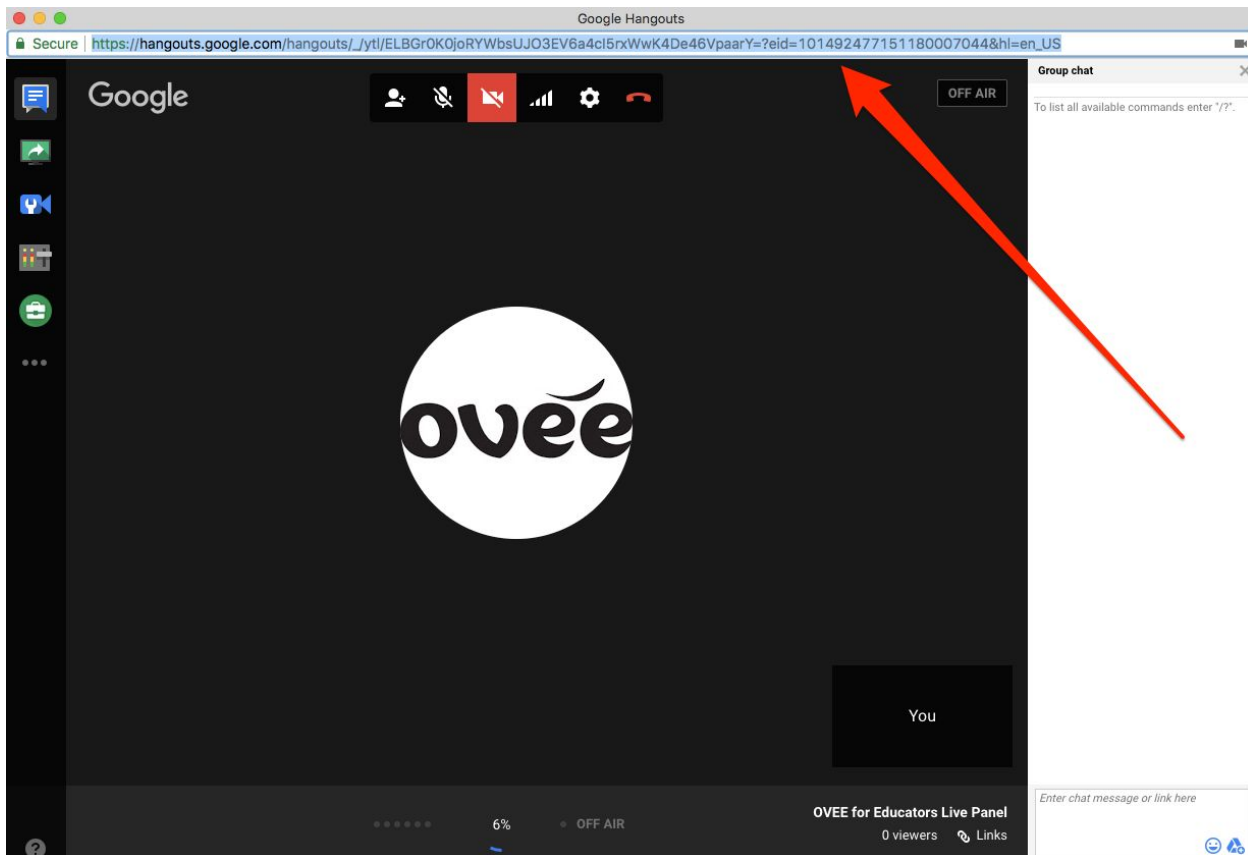 Google Hangouts
Secure https://hangouts.google.com/hangouts/_/ytl/ELBGr0K0joRYWbsUJO3EV6a4cI5rxWwK4De46VpaarY=?eid=101492477151180007044&hl=en_US
Google
OFF AIR
Group chat
To list all available commands enter "/?".
ovee
You
OVEE for Educators Live Panel
6%
OFF AIR
0 viewers
Links
Enter chat message or link here